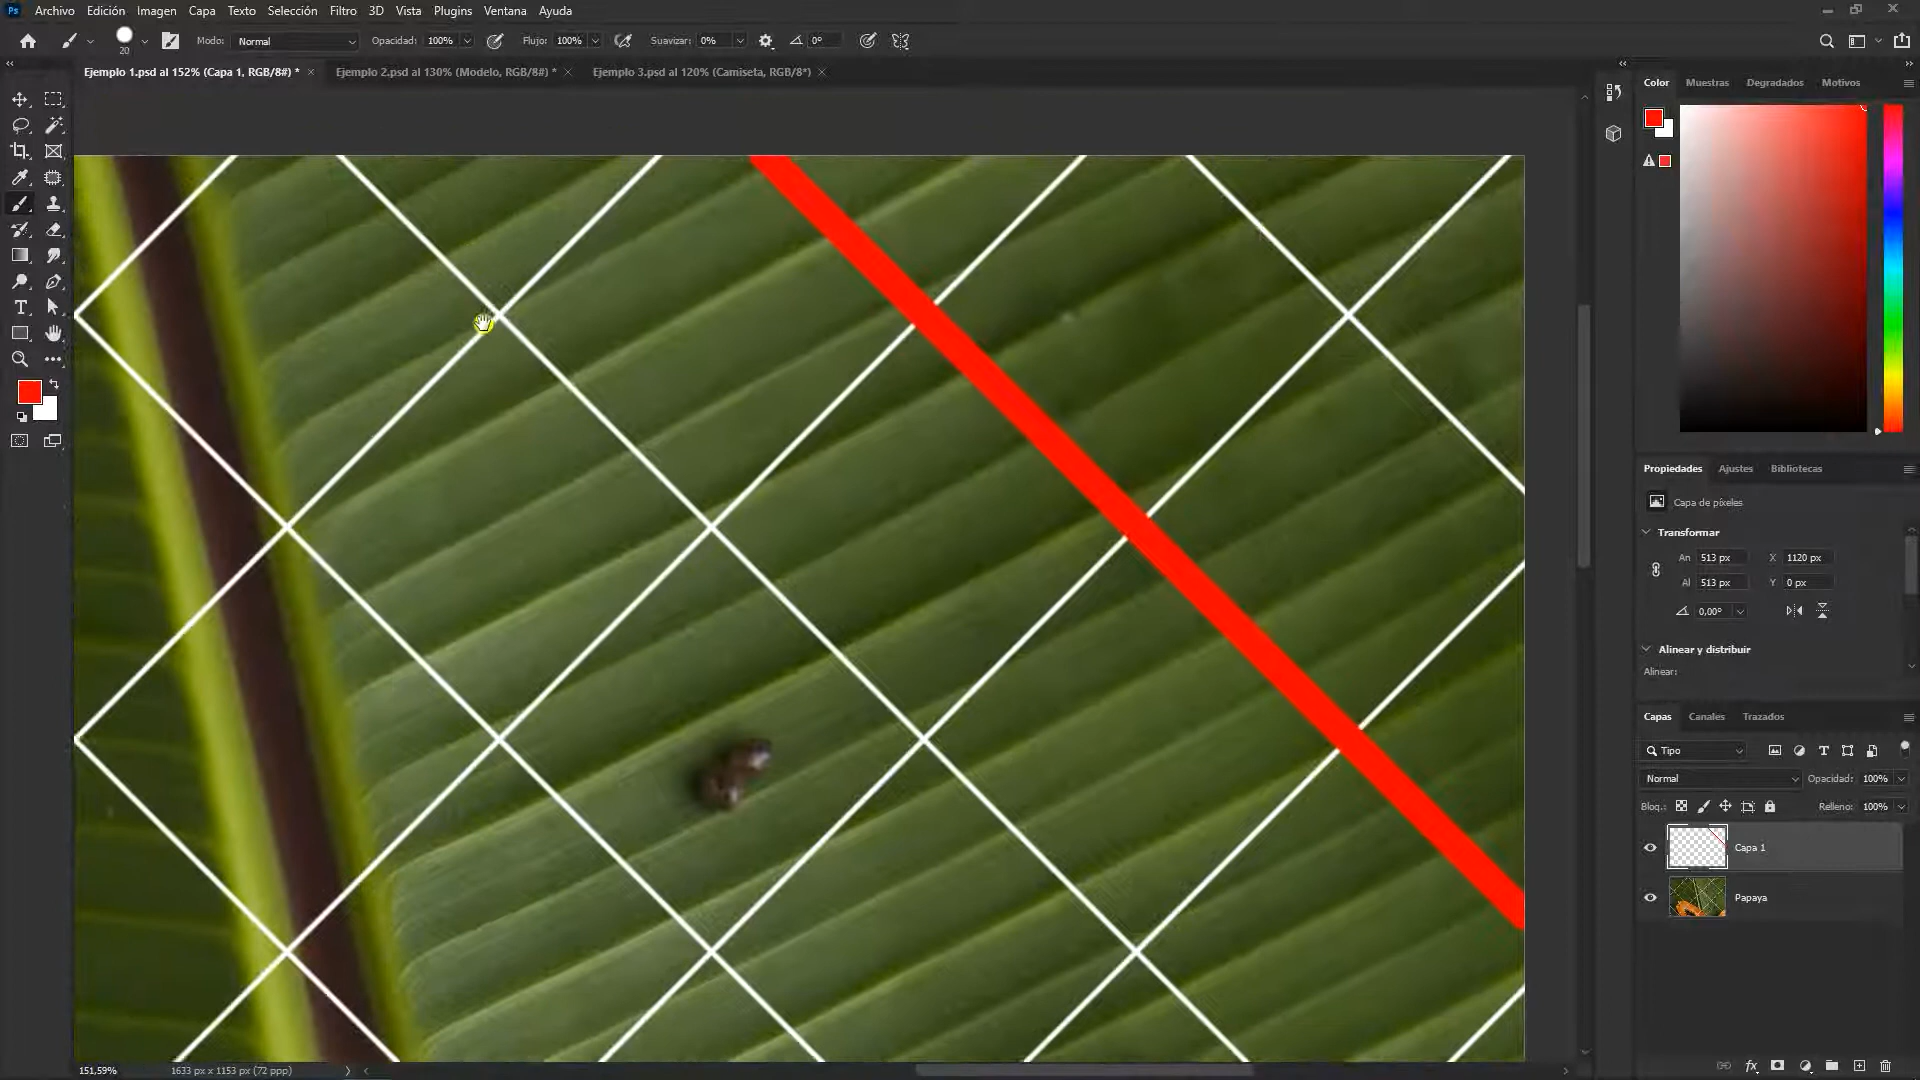 Ps Archivo Edición Imagen Capa Texto Selección Filtro 3D Vista Plugins Ventana Ayuda
20 Modo: Normal Opacidad: 100% Flujo: 100% Suavizar: 0% 0°
Ejemplo 1.psd al 152% (Capa 1, RGB/8#) * Ejemplo 2.psd al 130% (Modelo, RGB/8#) * Ejemplo 3.psd al 120% (Camiseta, RGB/8*)
Color Muestras Degradados Motivos
Propiedades Ajustes Bibliotecas
Capa de píxeles
Transformar
An 513 px X 1120 px
Al 513 px Y 0 px
0,00°
Alinear y distribuir
Alinear:
Capas Canales Trazados
Tipo
Normal Opacidad: 100%
Bloq.: Relleno: 100%
Capa 1
Papaya
151,59% 1633 px x 1153 px (72 ppp)